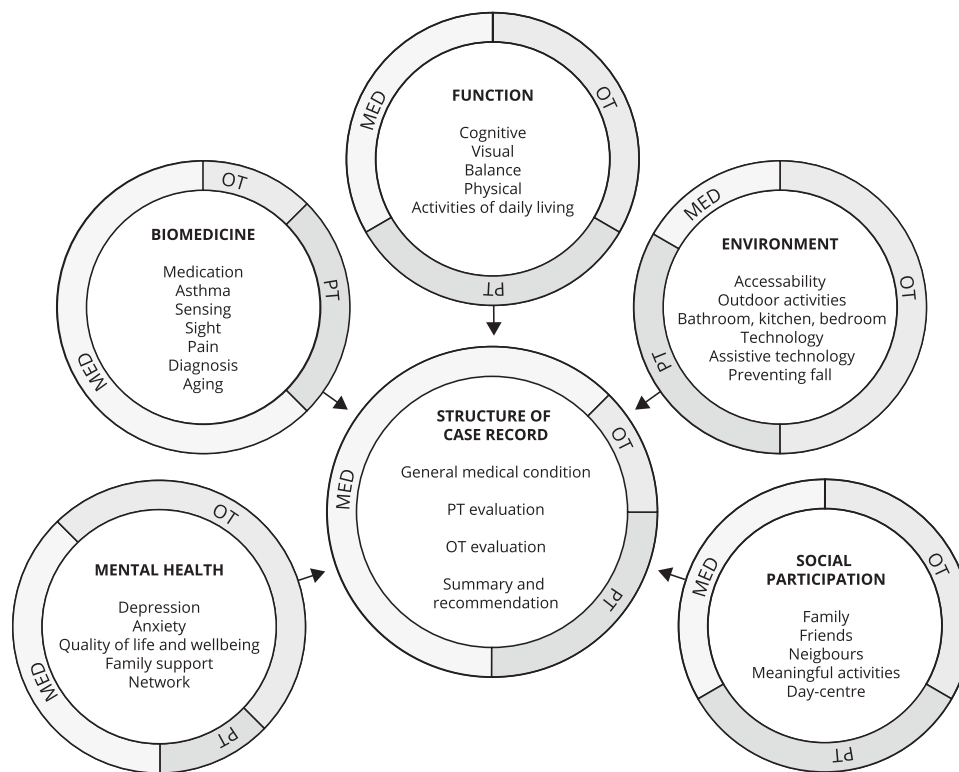 MED
OT
PT
FUNCTION
Cognitive
Visual
Balance
Physical
Activities of daily living
OT
PT
MED
BIOMEDICINE
Medication
Asthma
Sensing
Sight
Pain
Diagnosis
Aging
MED
OT
PT
ENVIRONMENT
Accessability
Outdoor activities
Bathroom, kitchen, bedroom
Technology
Assistive technology
Preventing fall
MED
OT
PT
STRUCTURE OF
CASE RECORD
General medical condition
PT evaluation
OT evaluation
Summary and
recommendation
OT
MED
PT
MENTAL HEALTH
Depression
Anxiety
Quality of life and wellbeing
Family support
Network
MED
OT
PT
SOCIAL
PARTICIPATION
Family
Friends
Neigbours
Meaningful activities
Day-centre